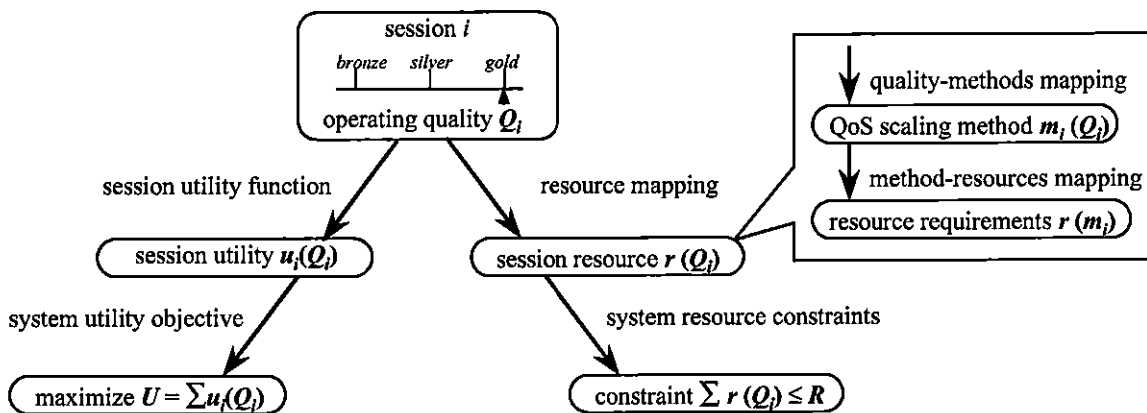 session i
bronze silver gold
operating quality Qi
session utility function
resource mapping
session utility ui(Qi)
session resource r (Qi)
system utility objective
system resource constraints
maximize U = ∑ui(Qi)
constraint ∑ r (Qi) ≤ R
quality-methods mapping
QoS scaling method mi (Qi)
method-resources mapping
resource requirements r (mi)